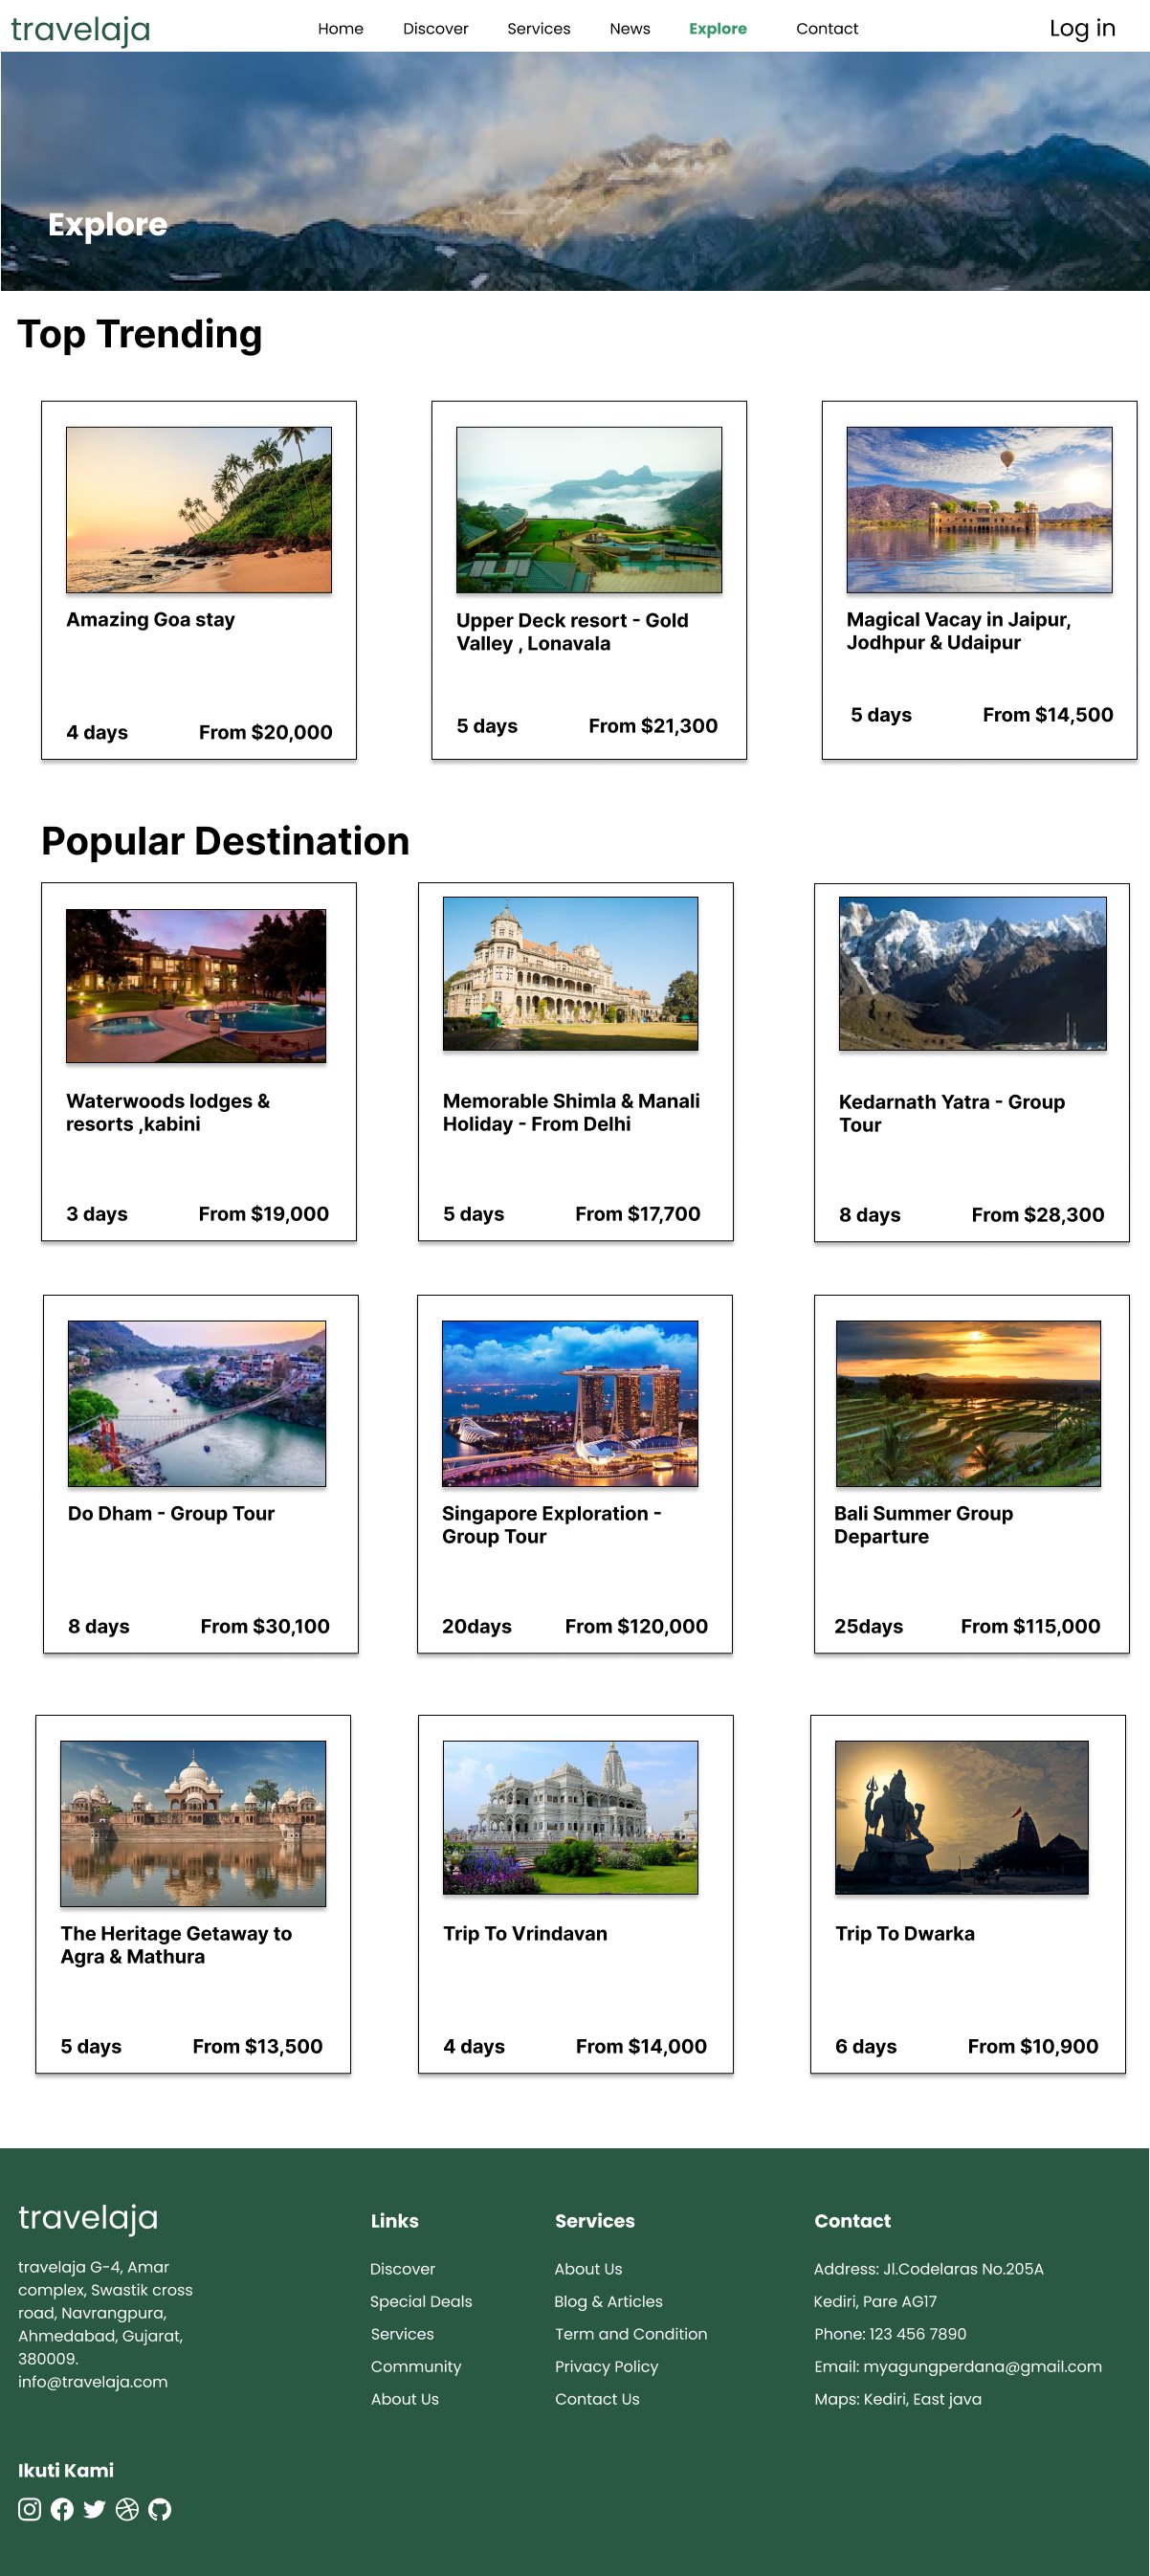 travelaja
Home
Discover
Services
News
Explore
Contact
Log in
Explore
Top Trending
Amazing Goa stay
4 days
From $20,000
Upper Deck resort - Gold
Valley , Lonavala
5 days
From $21,300
Magical Vacay in Jaipur,
Jodhpur & Udaipur
5 days
From $14,500
Popular Destination
Waterwoods lodges &
resorts ,kabini
3 days
From $19,000
Memorable Shimla & Manali
Holiday - From Delhi
5 days
From $17,700
Kedarnath Yatra - Group
Tour
8 days
From $28,300
Do Dham - Group Tour
8 days
From $30,100
Singapore Exploration -
Group Tour
20days
From $120,000
Bali Summer Group
Departure
25days
From $115,000
The Heritage Getaway to
Agra & Mathura
5 days
From $13,500
Trip To Vrindavan
4 days
From $14,000
Trip To Dwarka
6 days
From $10,900
travelaja
travelaja G-4, Amar
complex, Swastik cross
road, Navrangpura,
Ahmedabad, Gujarat,
380009.
info@travelaja.com
Ikuti Kami
Links
Discover
Special Deals
Services
Community
About Us
Services
About Us
Blog & Articles
Term and Condition
Privacy Policy
Contact Us
Contact
Address: Jl.Codelaras No.205A
Kediri, Pare AG17
Phone: 123 456 7890
Email: myagungperdana@gmail.com
Maps: Kediri, East java